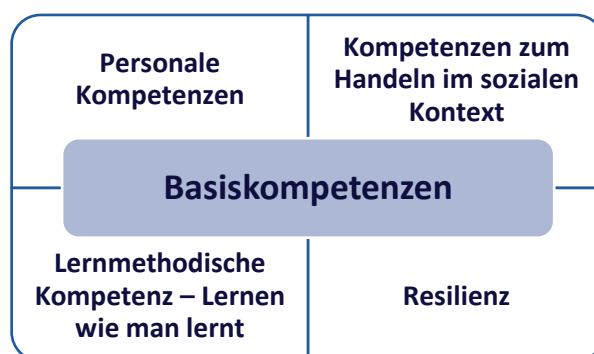 Personale
Kompetenzen
Kompetenzen zum
Handeln im sozialen
Kontext
Basiskompetenzen
Lernmethodische
Kompetenz – Lernen
wie man lernt
Resilienz